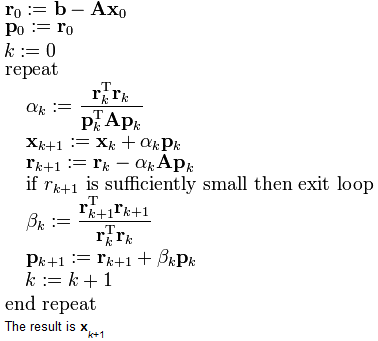 r₀ := b − Ax₀
p₀ := r₀
k := 0
repeat
αₖ := rₖᵀrₖ / pₖᵀApₖ
xₖ₊₁ := xₖ + αₖpₖ
rₖ₊₁ := rₖ − αₖApₖ
if rₖ₊₁ is sufficiently small then exit loop
βₖ := rₖ₊₁ᵀrₖ₊₁ / rₖᵀrₖ
pₖ₊₁ := rₖ₊₁ + βₖpₖ
k := k + 1
end repeat
The result is xₖ₊₁